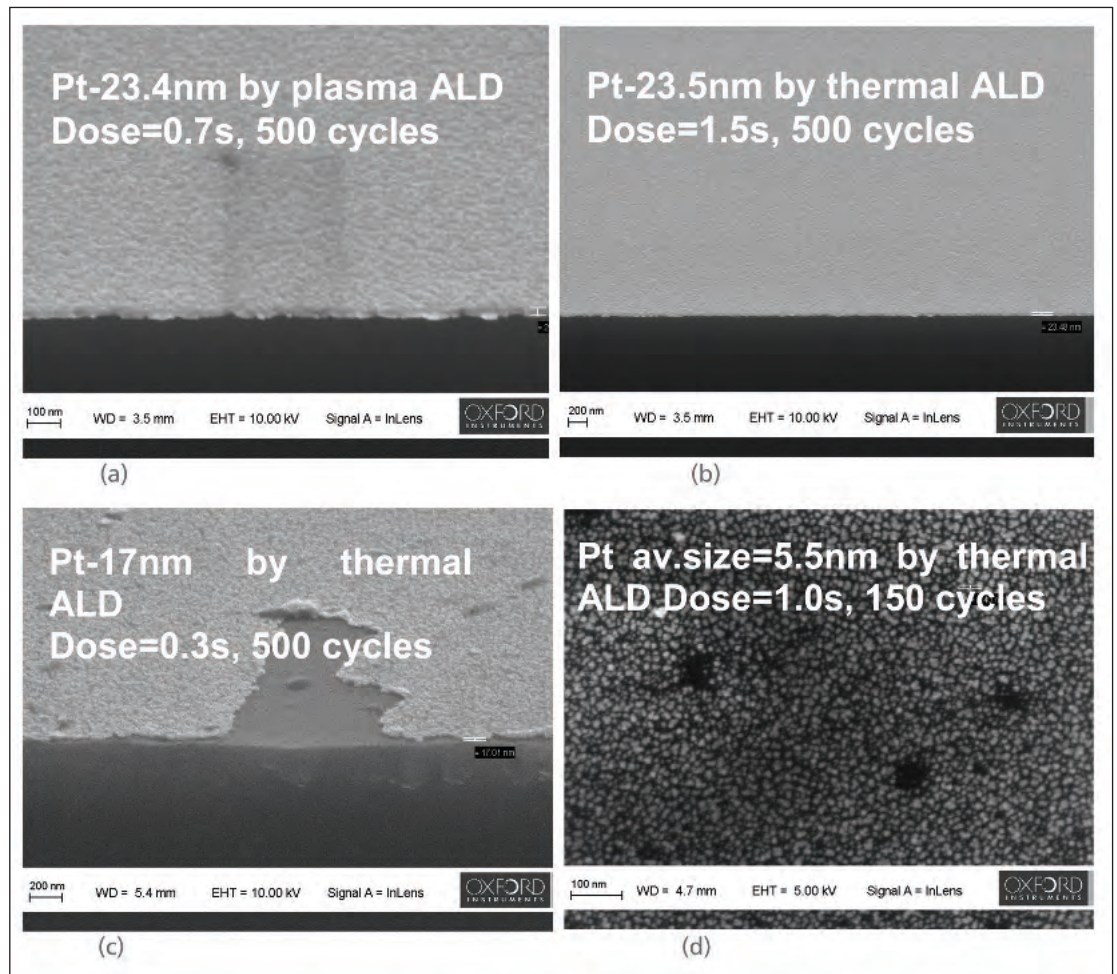 Pt-23.4nm by plasma ALD
Dose=0.7s, 500 cycles
100 nm
WD = 3.5 mm EHT = 10.00 kV Signal A = InLens
OXFORD
INSTRUMENTS
(a)
Pt-23.5nm by thermal ALD
Dose=1.5s, 500 cycles
= 23.48 nm
200 nm
WD = 3.5 mm EHT = 10.00 kV Signal A = InLens
OXFORD
INSTRUMENTS
(b)
Pt-17nm by thermal
ALD
Dose=0.3s, 500 cycles
= 17.01 nm
200 nm
WD = 5.4 mm EHT = 10.00 kV Signal A = InLens
OXFORD
INSTRUMENTS
(c)
Pt av.size=5.5nm by thermal
ALD Dose=1.0s, 150 cycles
100 nm
WD = 4.7 mm EHT = 5.00 kV Signal A = InLens
OXFORD
INSTRUMENTS
(d)